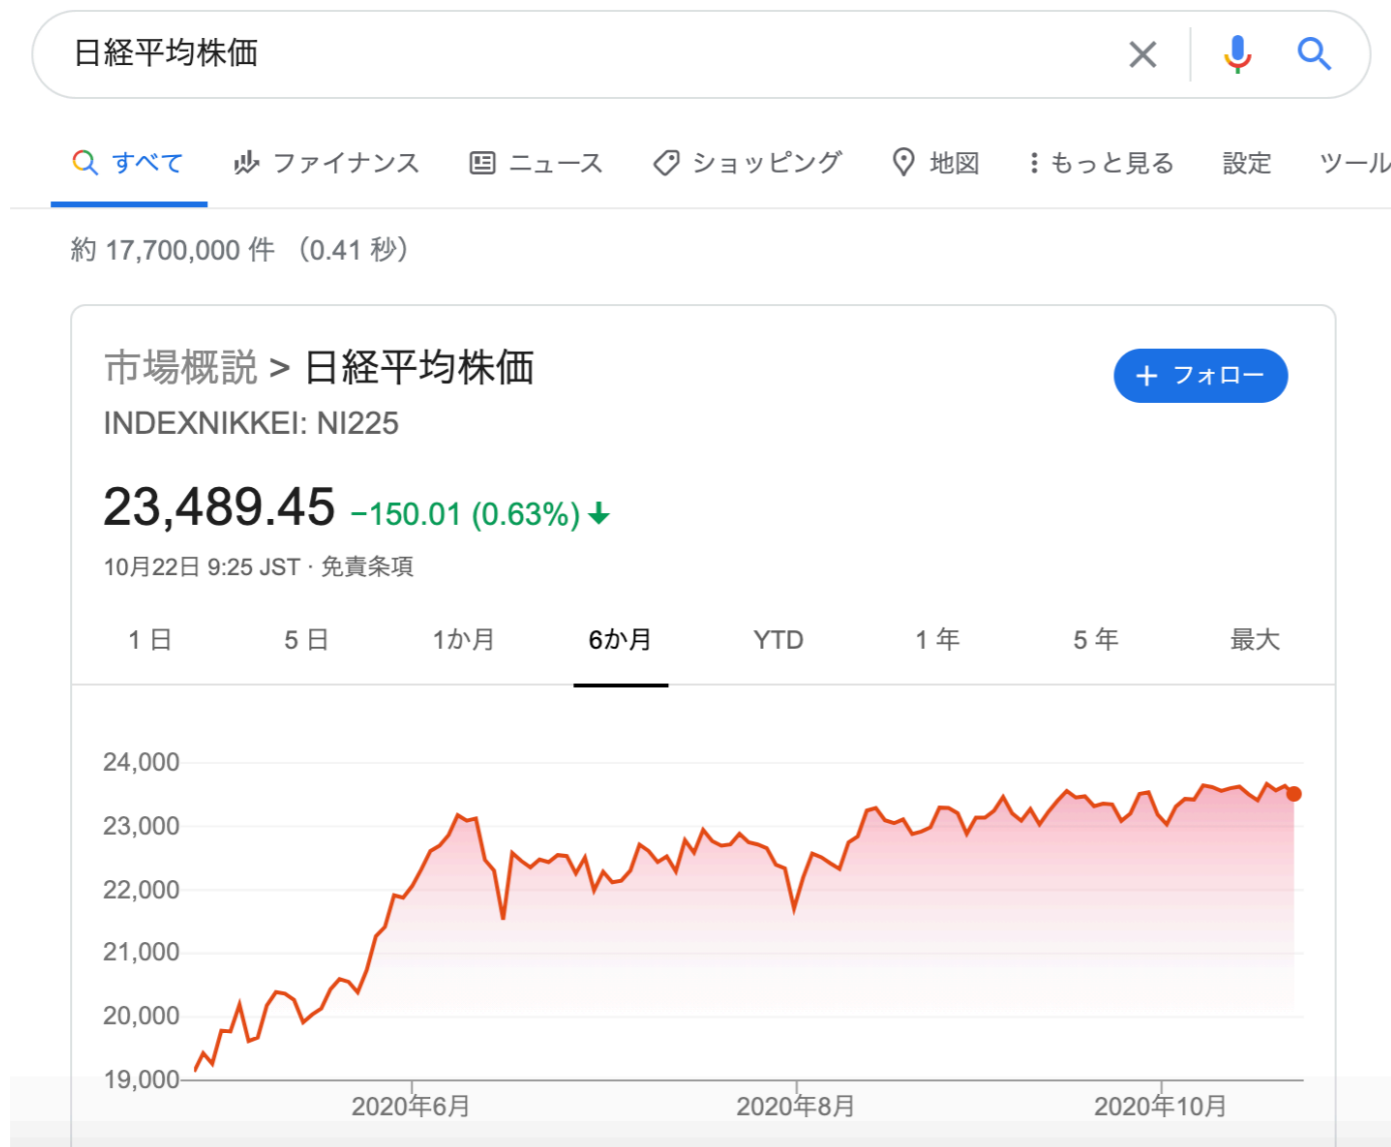 日経平均株価
すべて ファイナンス ニュース ショッピング 地図 もっと見る 設定 ツール
約 17,700,000 件 （0.41 秒）
市場概説 > 日経平均株価
+ フォロー
INDEXNIKKEI: NI225
23,489.45 −150.01 (0.63%)
10月22日 9:25 JST · 免責条項
1 日 5 日 1か月 6か月 YTD 1 年 5 年 最大
24,000
23,000
22,000
21,000
20,000
19,000
2020年6月 2020年8月 2020年10月